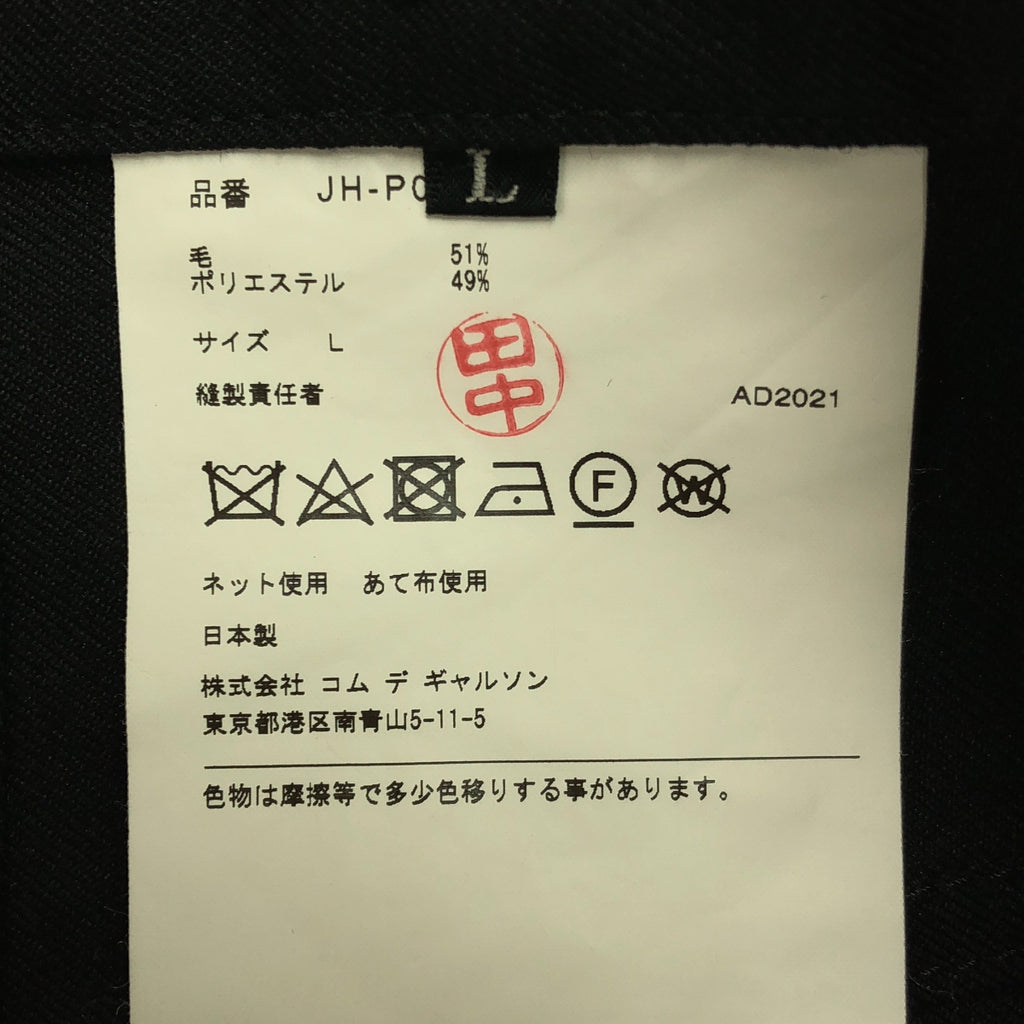 L
品番 JH-P0
毛 51%
ポリエステル 49%
サイズ L
田中
縫製責任者 AD2021
F W
ネット使用 あて布使用
日本製
株式会社 コム デ ギャルソン
東京都港区南青山5-11-5
色物は摩擦等で多少色移りする事があります。